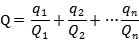 Q = q₁/Q₁ + q₂/Q₂ + ⋯ qₙ/Qₙ